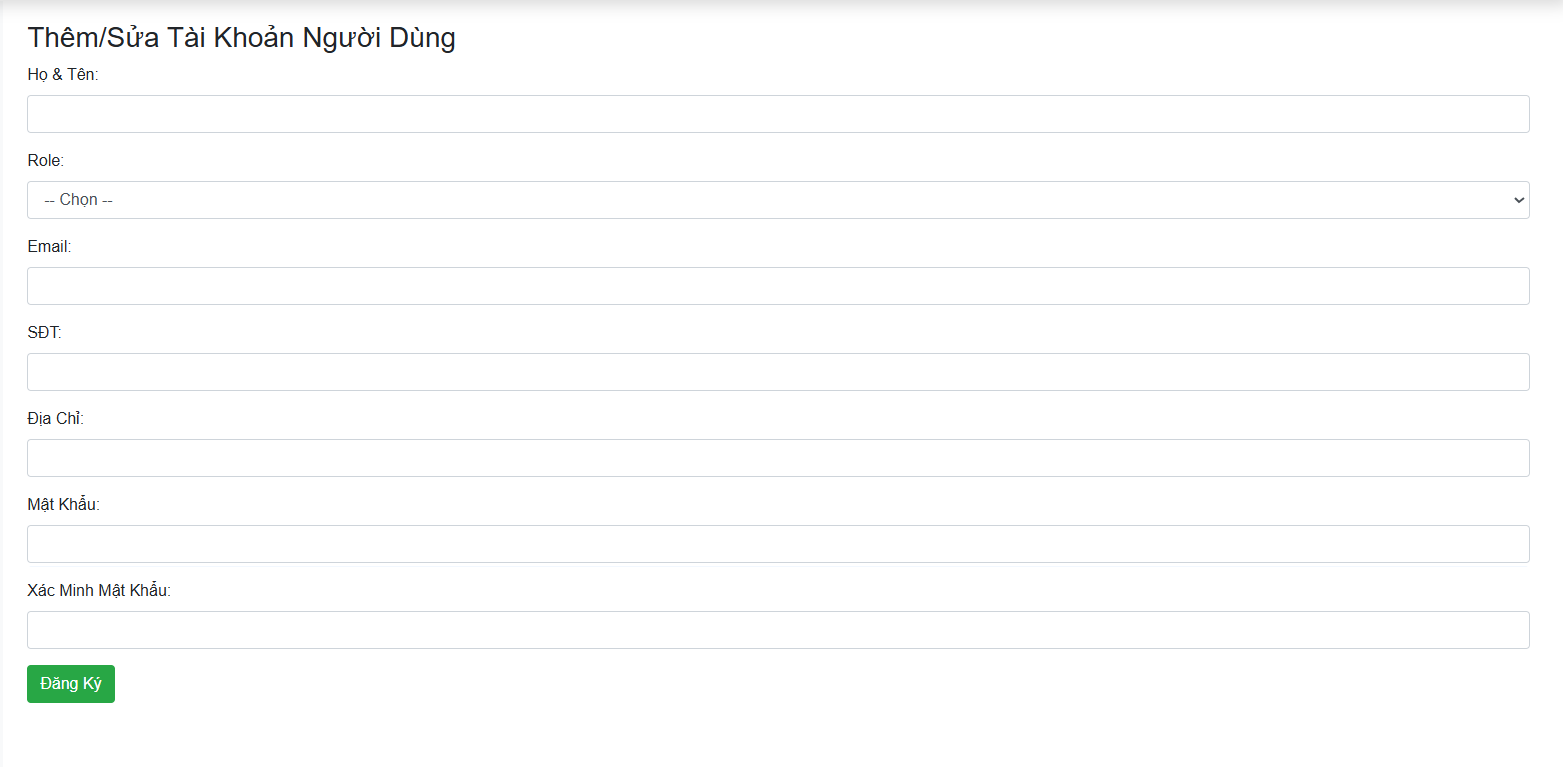 Thêm/Sửa Tài Khoản Người Dùng
Họ & Tên:
Role:
-- Chọn --
Email:
SĐT:
Địa Chỉ:
Mật Khẩu:
Xác Minh Mật Khẩu:
Đăng Ký